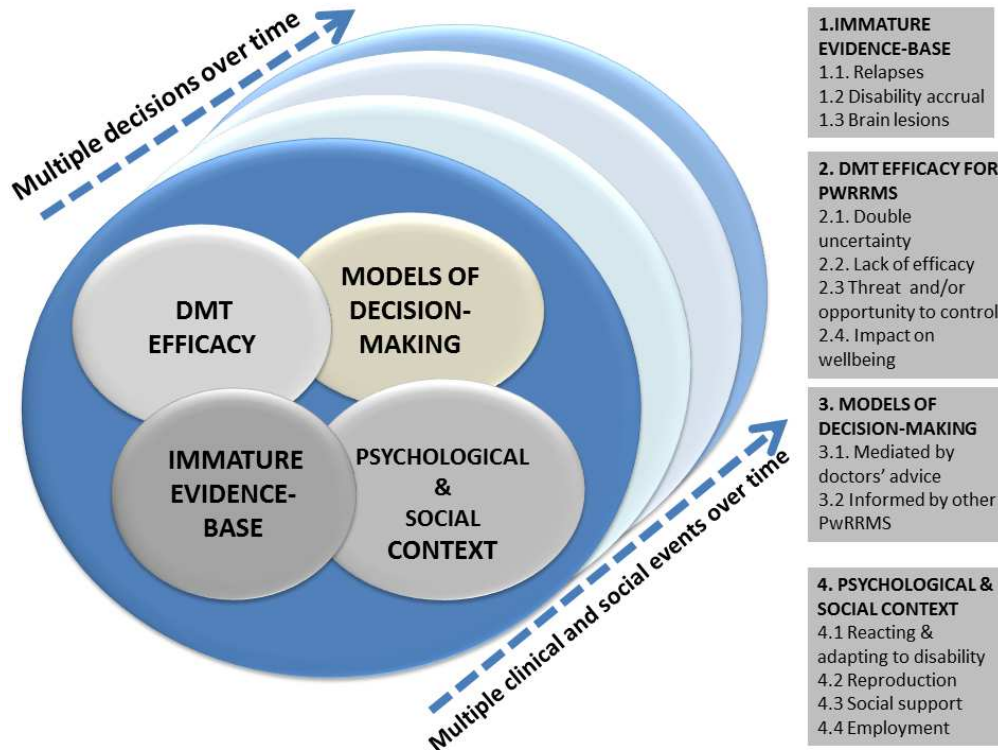 Multiple decisions over time
DMT
EFFICACY
MODELS OF
DECISION-
MAKING
IMMATURE
EVIDENCE-
BASE
PSYCHOLOGICAL
&
SOCIAL
CONTEXT
Multiple clinical and social events over time
1.IMMATURE
EVIDENCE-BASE
1.1. Relapses
1.2 Disability accrual
1.3 Brain lesions
2. DMT EFFICACY FOR
PWRRMS
2.1. Double
uncertainty
2.2. Lack of efficacy
2.3 Threat and/or
opportunity to control
2.4. Impact on
wellbeing
3. MODELS OF
DECISION-MAKING
3.1. Mediated by
doctors’ advice
3.2 Informed by other
PwRRMS
4. PSYCHOLOGICAL &
SOCIAL CONTEXT
4.1 Reacting &
adapting to disability
4.2 Reproduction
4.3 Social support
4.4 Employment